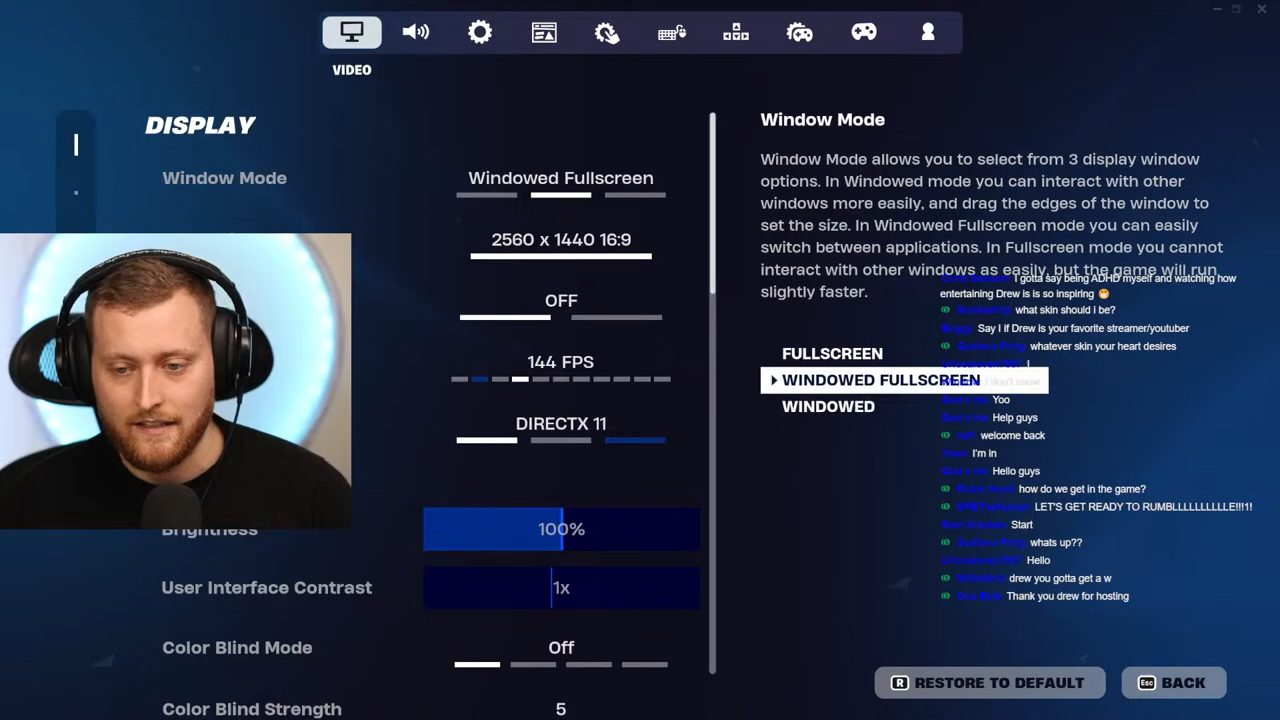 VIDEO
DISPLAY
Window Mode
Windowed Fullscreen
2560 x 1440 16:9
OFF
144 FPS
DIRECTX 11
Brightness
100%
User Interface Contrast
1x
Color Blind Mode
Off
Color Blind Strength
5
Window Mode
Window Mode allows you to select from 3 display window
options. In Windowed mode you can interact with other
windows more easily, and drag the edges of the window to
set the size. In Windowed Fullscreen mode you can easily
switch between applications. In Fullscreen mode you cannot
interact with other windows as easily, but the game will run
slightly faster.
FULLSCREEN
WINDOWED FULLSCREEN
WINDOWED
I gotta say being ADHD myself and watching how
entertaining Drew is is so inspiring
what skin should i be?
Say I if Drew is your favorite streamer/youtuber
whatever skin your heart desires
I
I don't know
Yoo
Help guys
welcome back
I'm in
Hello guys
how do we get in the game?
LET'S GET READY TO RUMBLLLLLLLLLE!!!1!
Start
whats up??
Hello
drew you gotta get a w
Thank you drew for hosting
R RESTORE TO DEFAULT
Esc BACK